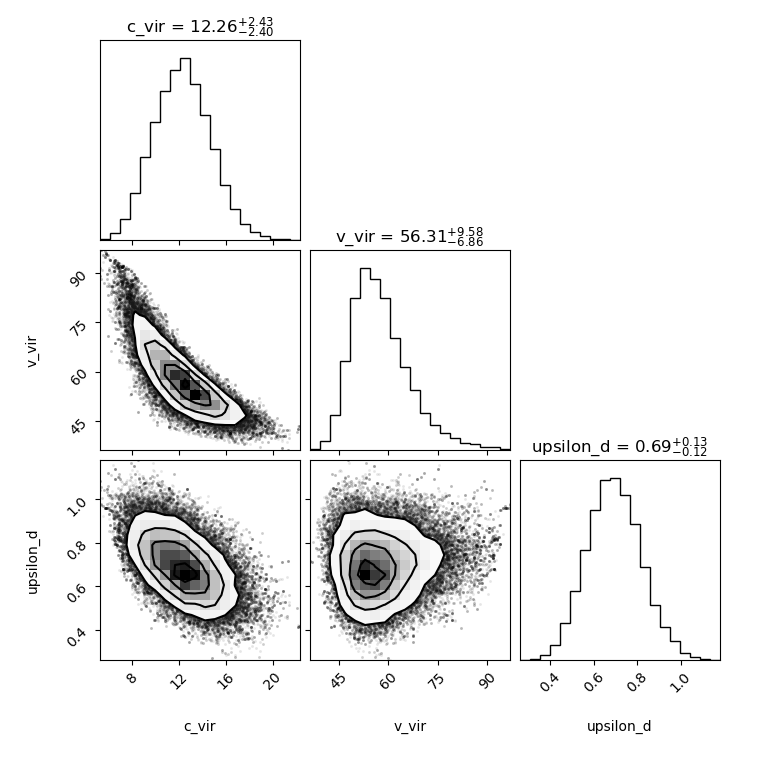 c_vir = 12.26+2.43−2.40
v_vir = 56.31+9.58−6.86
90
75
60
45
v_vir
upsilon_d = 0.69+0.13−0.12
1.0
0.8
0.6
0.4
upsilon_d
8 12 16 20 45 60 75 90 0.4 0.6 0.8 1.0
c_vir v_vir upsilon_d